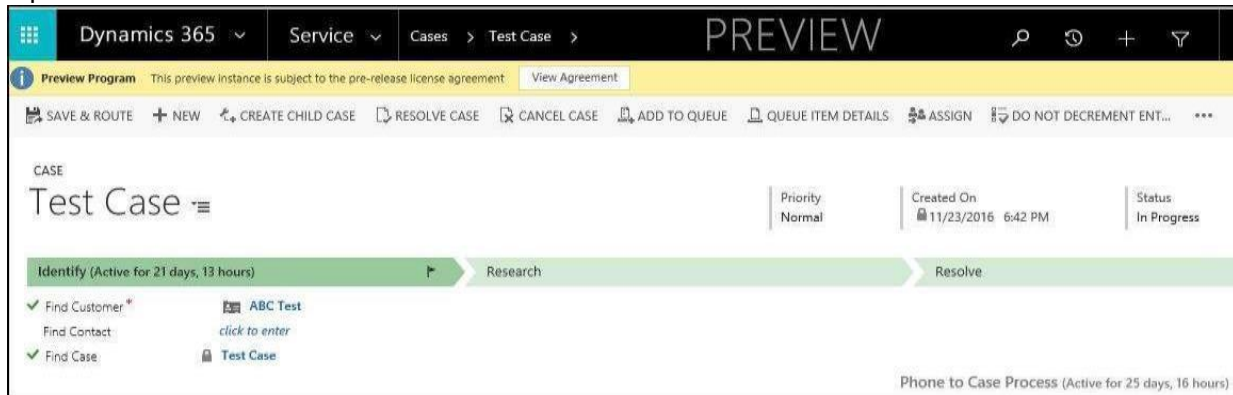 Dynamics 365 Service Cases > Test Case > PREVIEW
Preview Program This preview instance is subject to the pre-release license agreement View Agreement
SAVE & ROUTE NEW CREATE CHILD CASE RESOLVE CASE CANCEL CASE ADD TO QUEUE QUEUE ITEM DETAILS ASSIGN DO NOT DECREMENT ENT... •••
CASE
Test Case
Priority
Normal
Created On
11/23/2016 6:42 PM
Status
In Progress
Identify (Active for 21 days, 13 hours) Research Resolve
Find Customer * ABC Test
Find Contact click to enter
Find Case Test Case
Phone to Case Process (Active for 25 days, 16 hours)